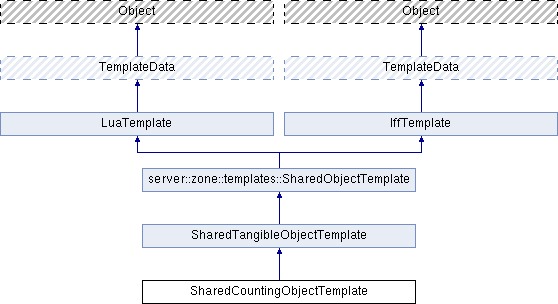 Object
Object
TemplateData
TemplateData
LuaTemplate
IffTemplate
server::zone::templates::SharedObjectTemplate
SharedTangibleObjectTemplate
SharedCountingObjectTemplate